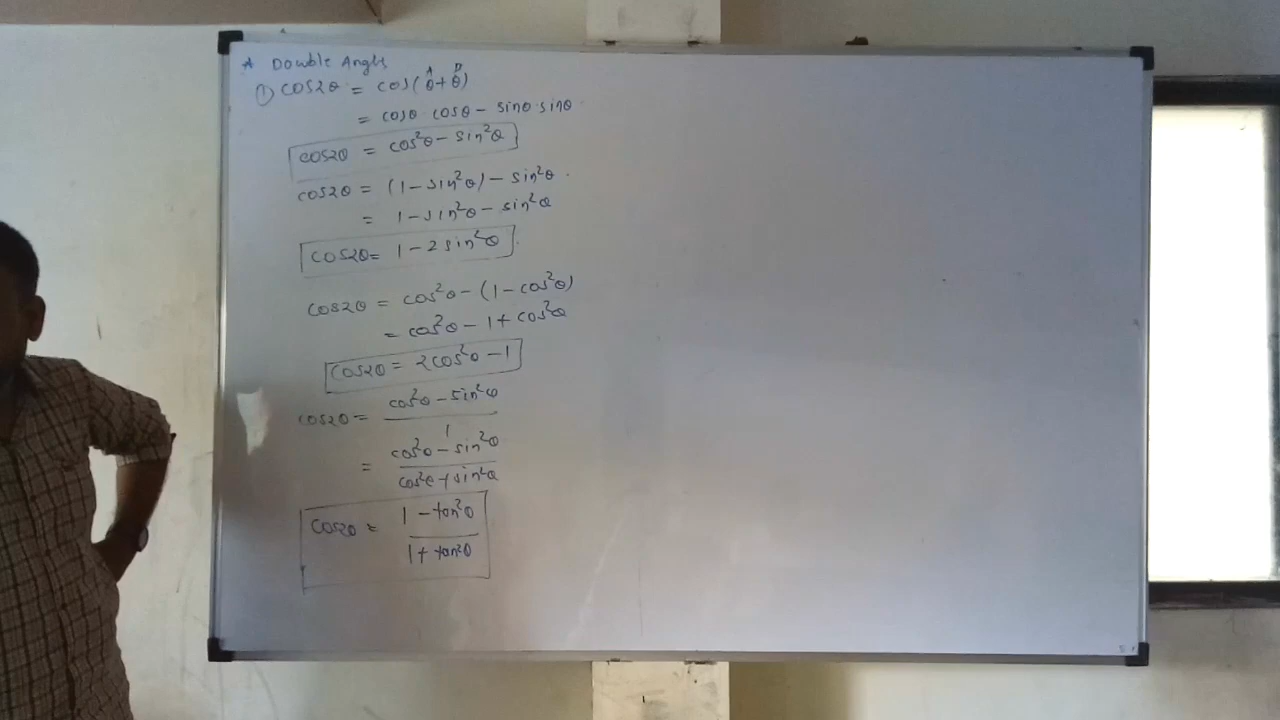 * Double Angle
① cos2θ = cos(θ+θ)
A B
= cosθ·cosθ - sinθ·sinθ
cos2θ = cos²θ - sin²θ
cos2θ = (1 - sin²θ) - sin²θ
= 1 - sin²θ - sin²θ
cos2θ = 1 - 2sin²θ
cos2θ = cos²θ - (1 - cos²θ)
= cos²θ - 1 + cos²θ
cos2θ = 2cos²θ - 1
cos2θ = cos²θ - sin²θ / 1
= cos²θ - sin²θ / cos²θ + sin²θ
cos2θ = 1 - tan²θ / 1 + tan²θ